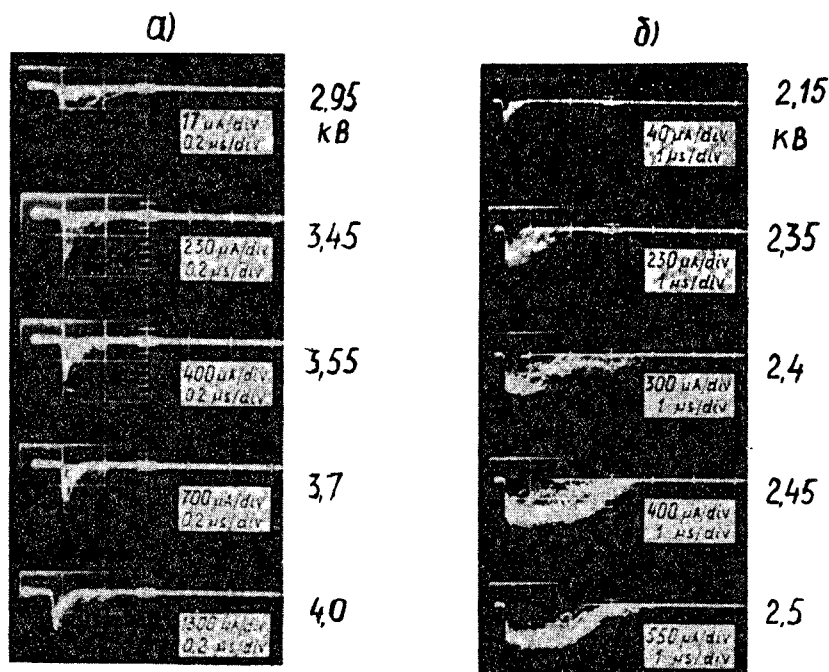 а)
2,95
кВ
17 μA/div
0.2 μs/div
3,45
230 μA/div
0.2 μs/div
3,55
400 μA/div
0.2 μs/div
3,7
700 μA/div
0.2 μs/div
4,0
1300 μA/div
0.2 μs/div
б)
2,15
кВ
40 μA/div
1 μs/div
2,35
230 μA/div
1 μs/div
2,4
300 μA/div
1 μs/div
2,45
400 μA/div
1 μs/div
2,5
550 μA/div
1 μs/div